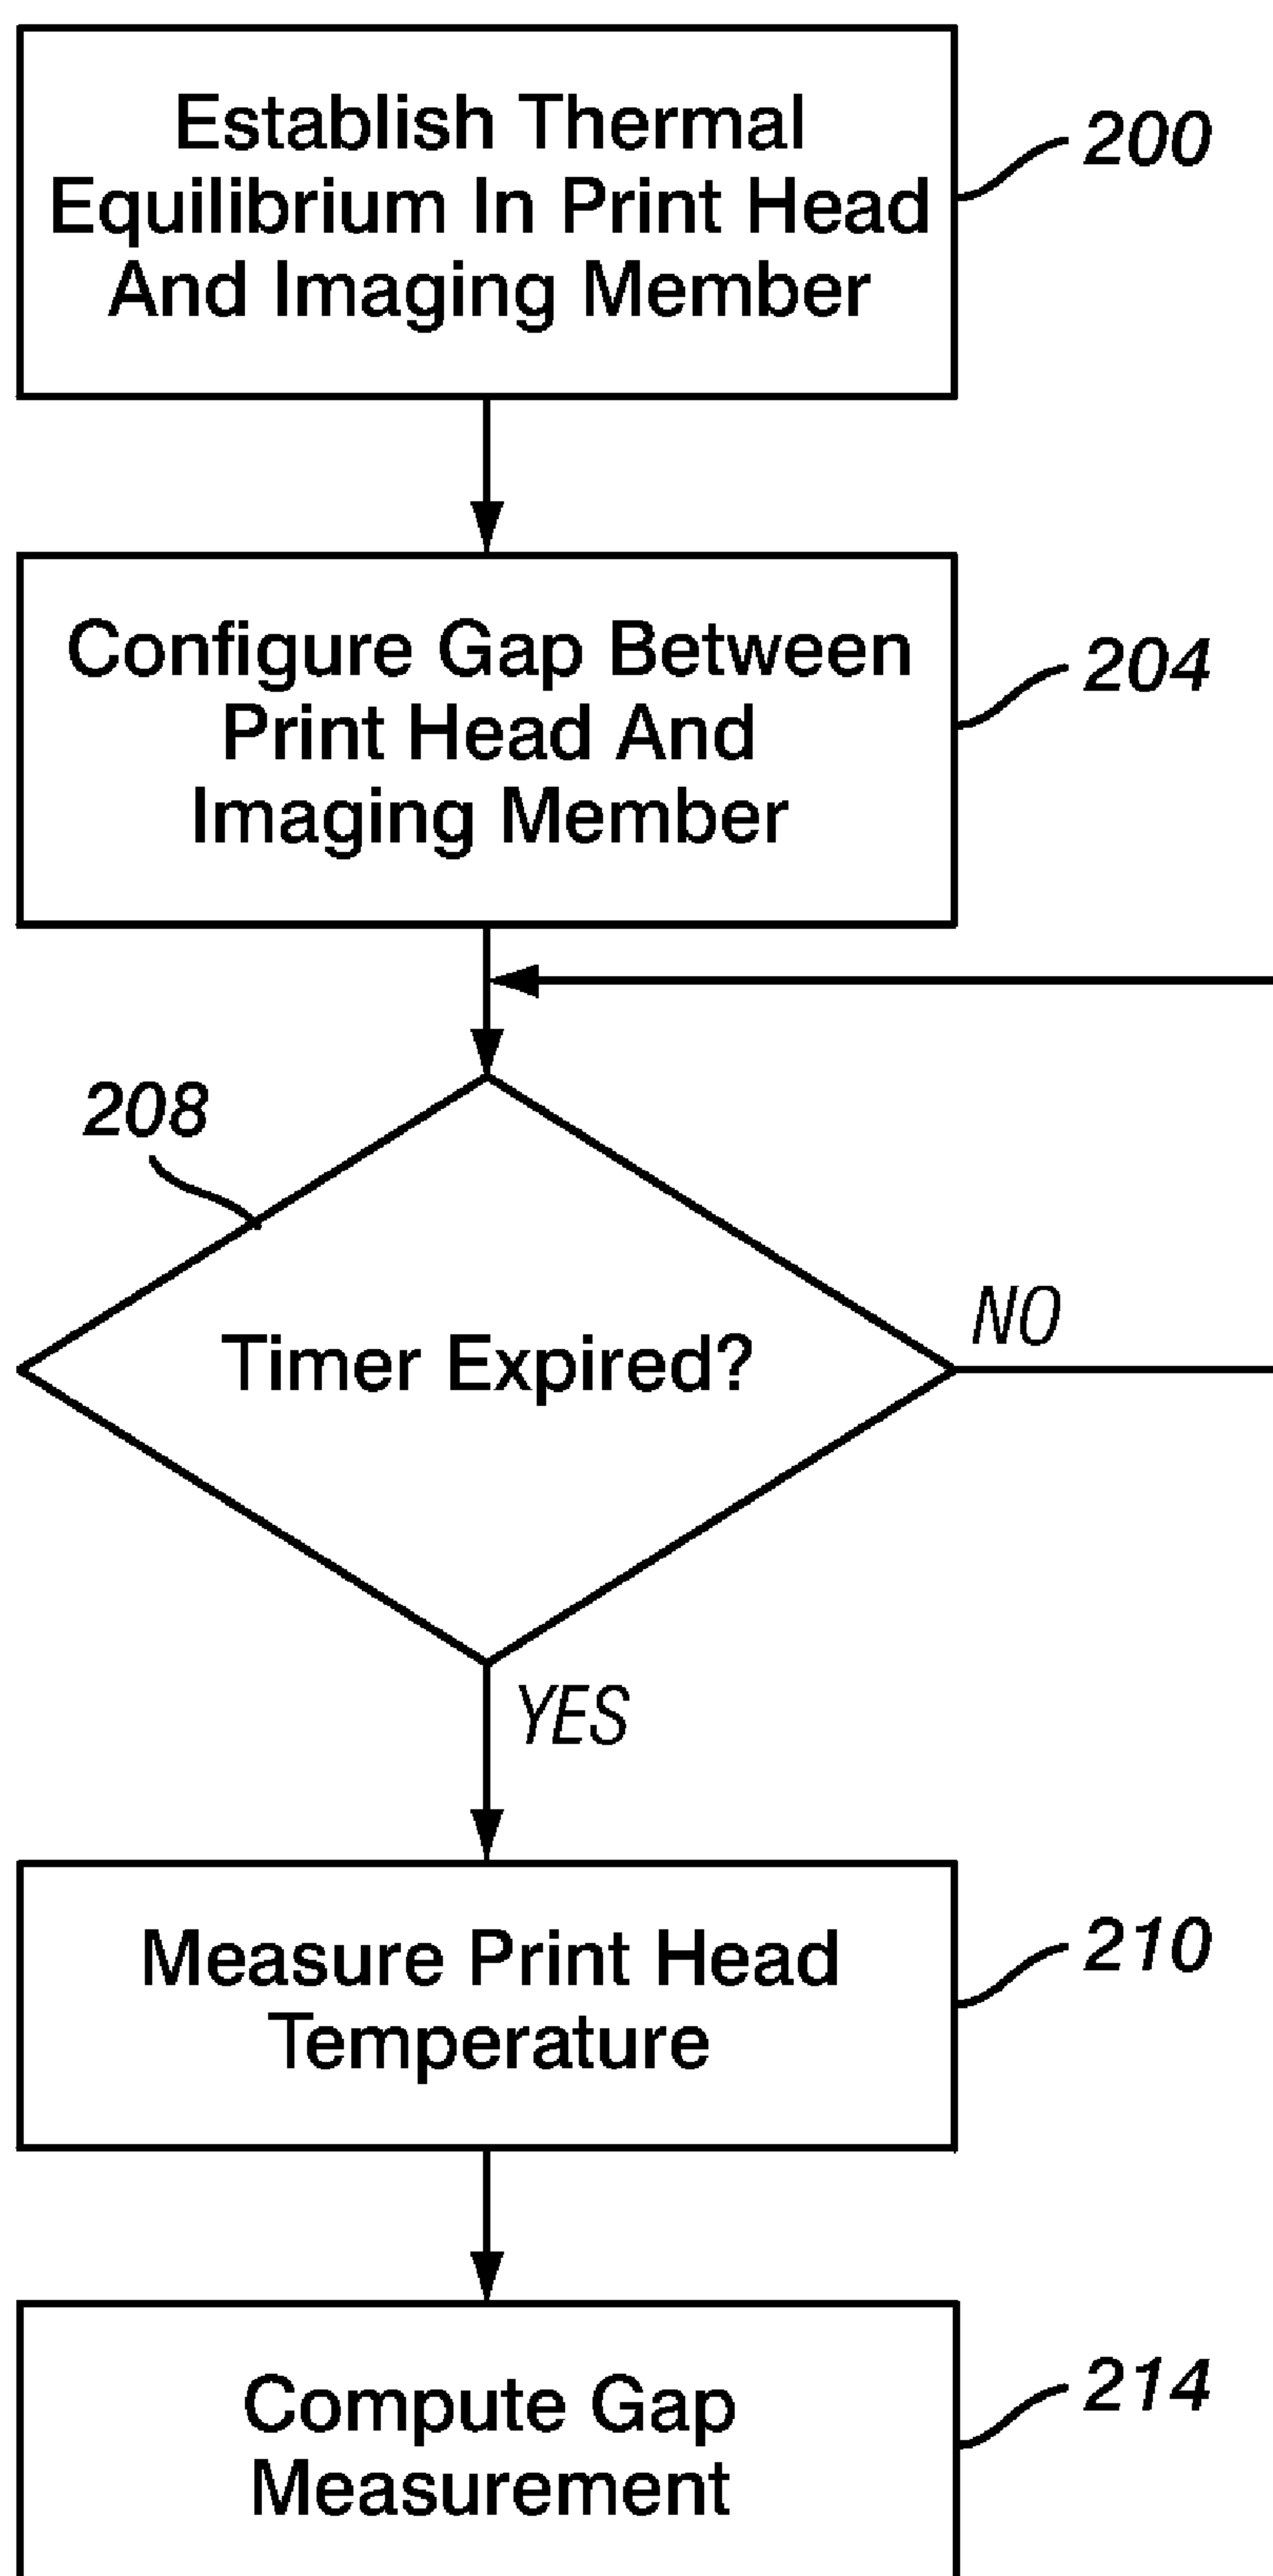 Establish Thermal
Equilibrium In Print Head
And Imaging Member
200
Configure Gap Between
Print Head And
Imaging Member
204
208
Timer Expired?
NO
YES
Measure Print Head
Temperature
210
Compute Gap
Measurement
214